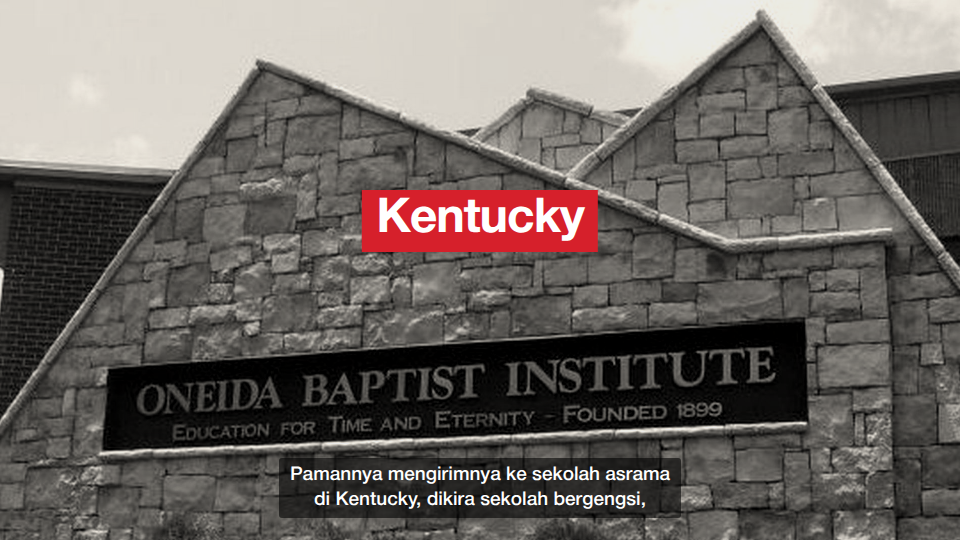 Kentucky
ONEIDA BAPTIST INSTITUTE
EDUCATION FOR TIME AND ETERNITY - FOUNDED 1899
Pamannya mengirimnya ke sekolah asrama
di Kentucky, dikira sekolah bergengsi,